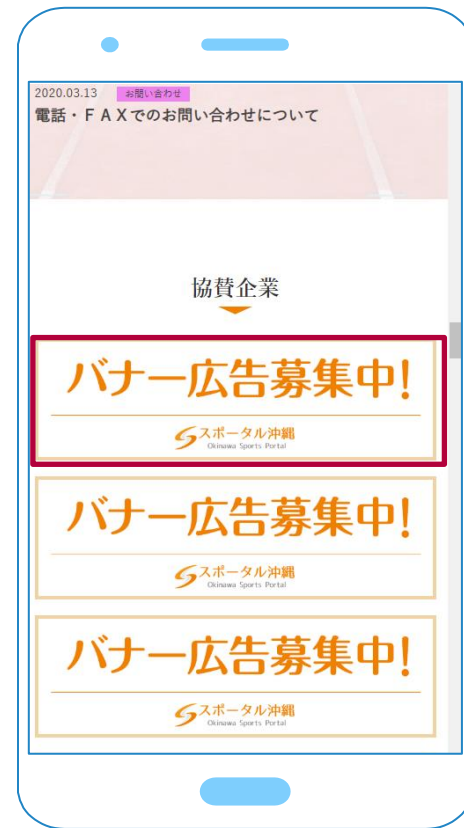 2020.03.13 お問い合わせ
電話・ＦＡＸでのお問い合わせについて
協賛企業
バナー広告募集中!
スポータル沖縄
Okinawa Sports Portal
バナー広告募集中!
スポータル沖縄
Okinawa Sports Portal
バナー広告募集中!
スポータル沖縄
Okinawa Sports Portal